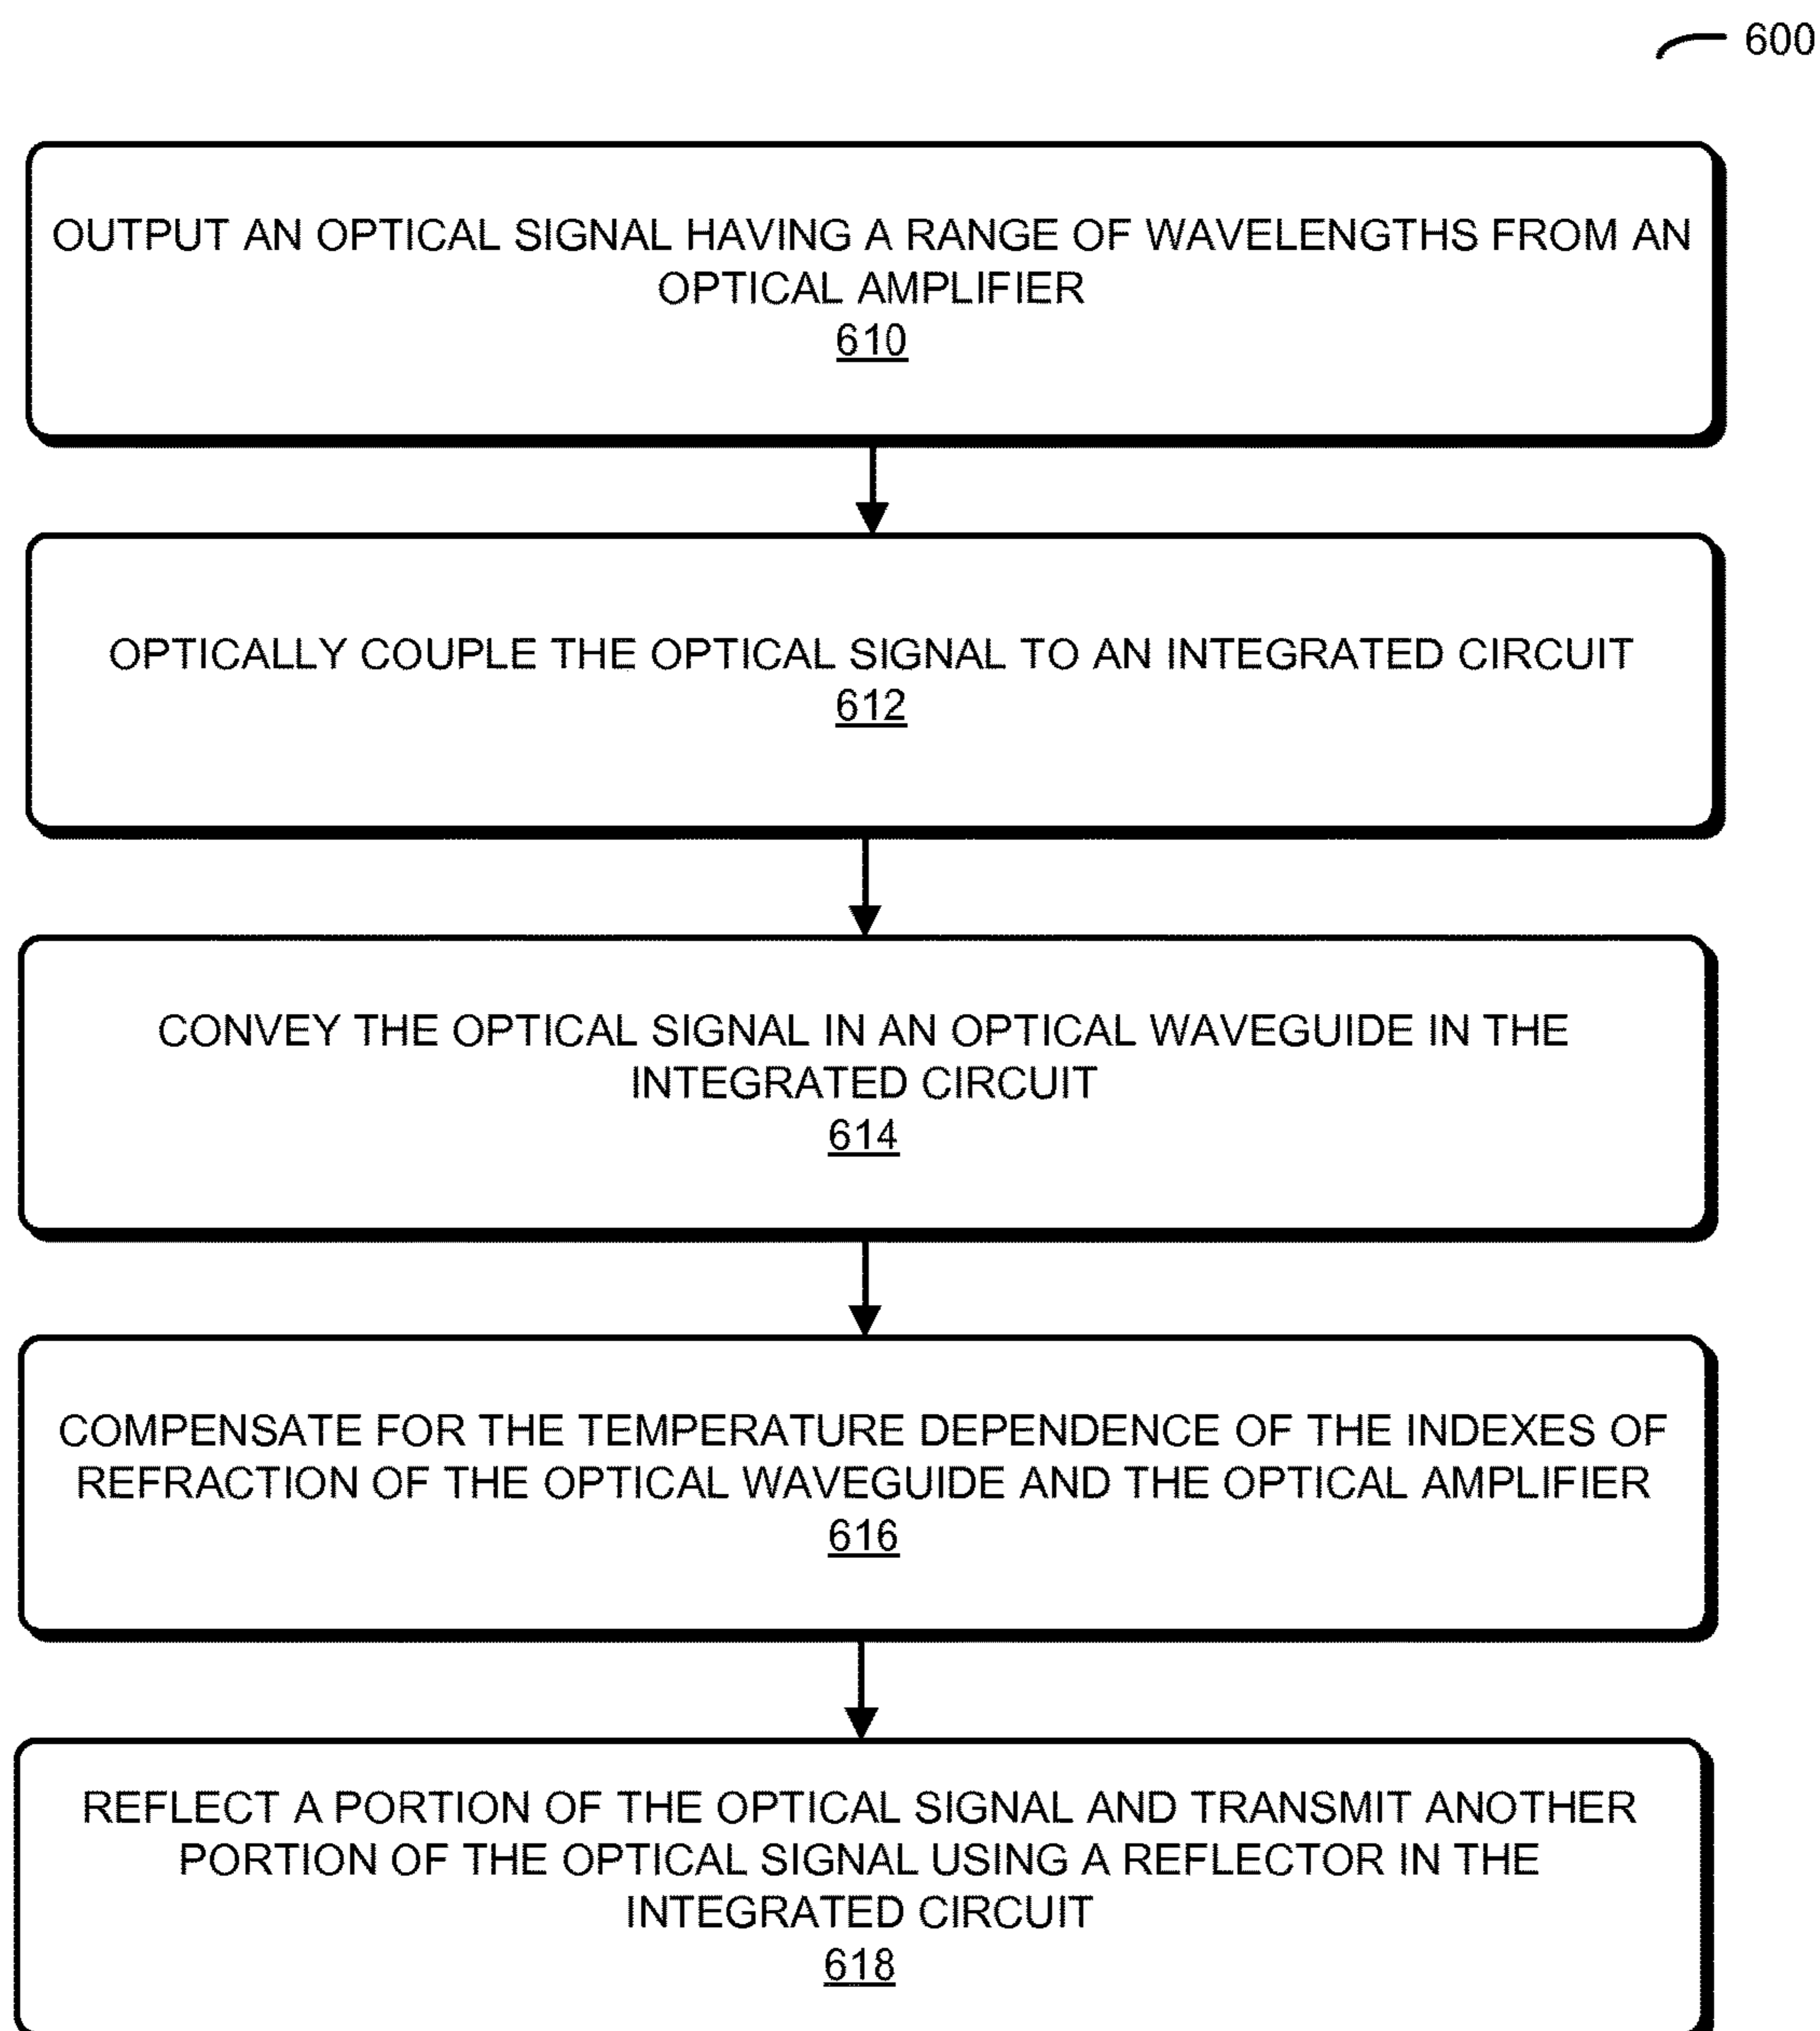 600
OUTPUT AN OPTICAL SIGNAL HAVING A RANGE OF WAVELENGTHS FROM AN
OPTICAL AMPLIFIER
610
OPTICALLY COUPLE THE OPTICAL SIGNAL TO AN INTEGRATED CIRCUIT
612
CONVEY THE OPTICAL SIGNAL IN AN OPTICAL WAVEGUIDE IN THE
INTEGRATED CIRCUIT
614
COMPENSATE FOR THE TEMPERATURE DEPENDENCE OF THE INDEXES OF
REFRACTION OF THE OPTICAL WAVEGUIDE AND THE OPTICAL AMPLIFIER
616
REFLECT A PORTION OF THE OPTICAL SIGNAL AND TRANSMIT ANOTHER
PORTION OF THE OPTICAL SIGNAL USING A REFLECTOR IN THE
INTEGRATED CIRCUIT
618